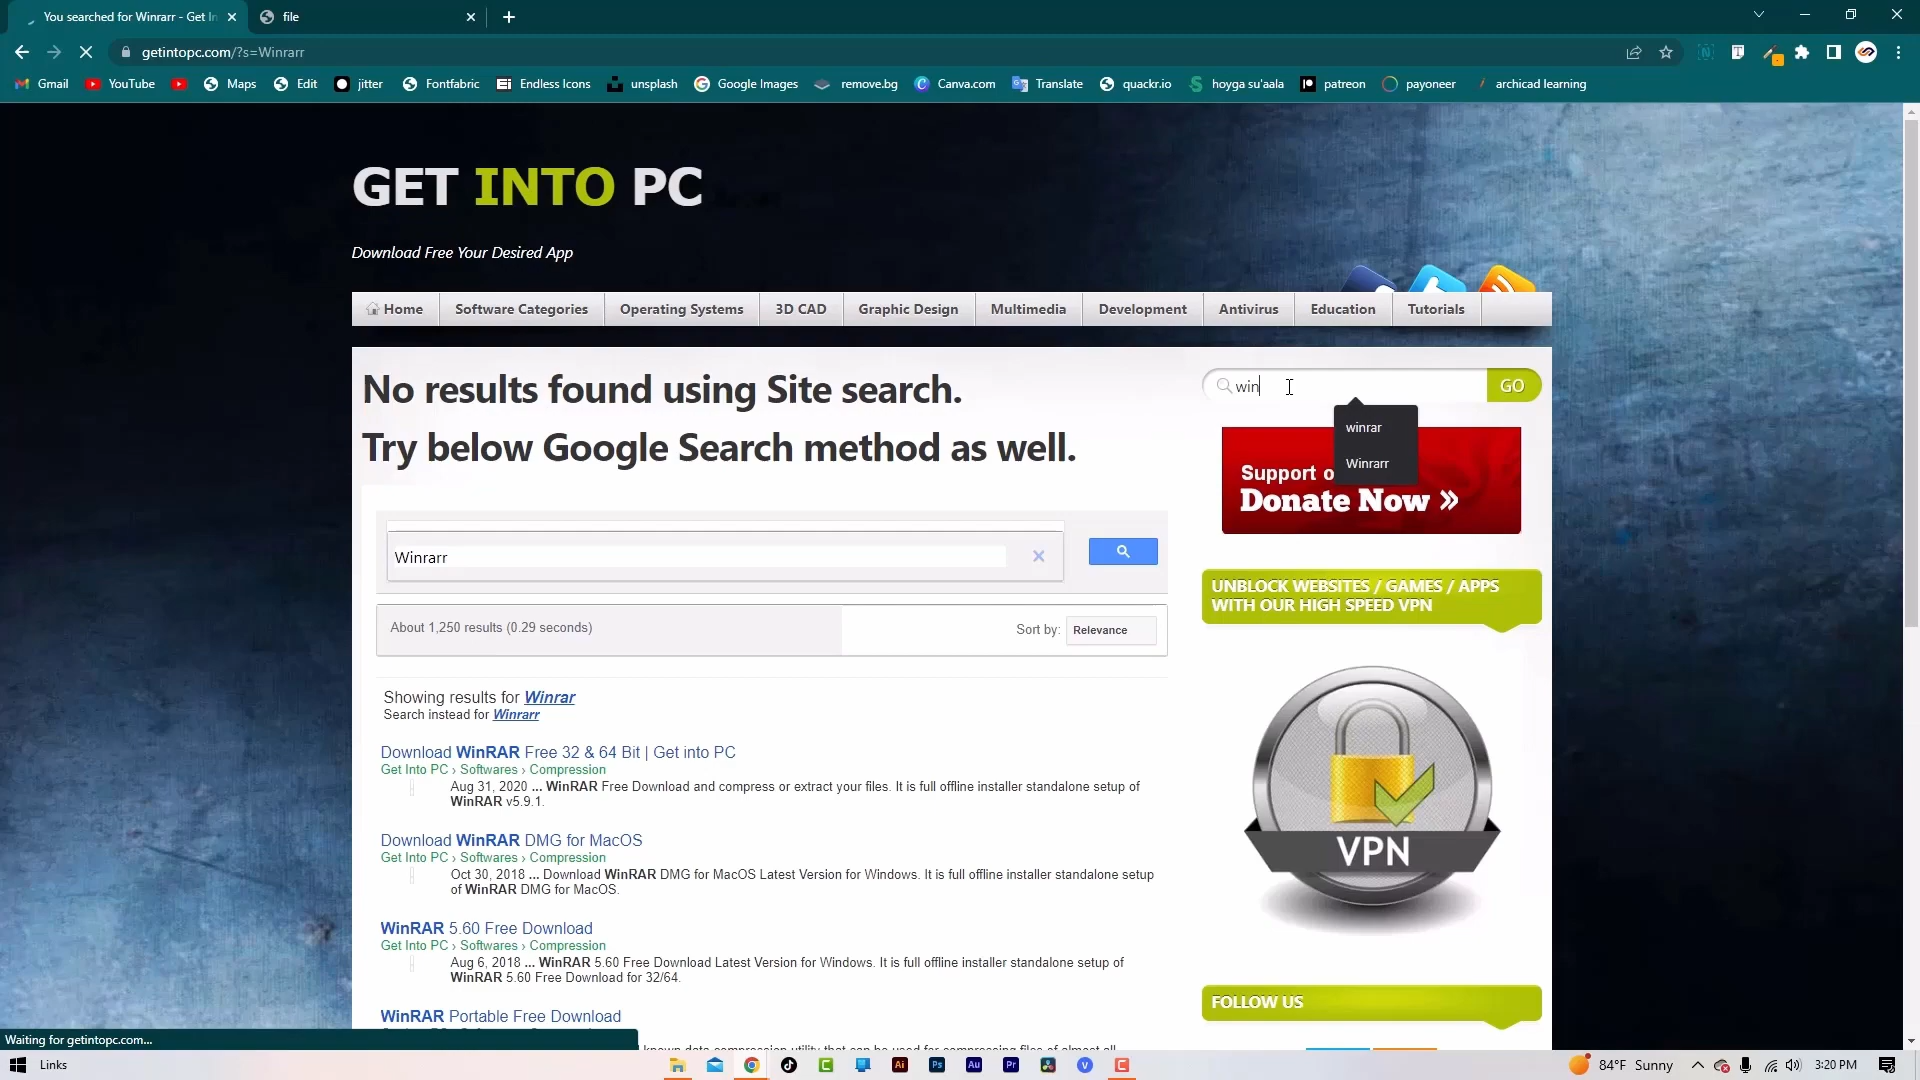 You searched for Winrarr - Get In
file
getintopc.com/?s=Winrarr
Gmail
YouTube
Maps
Edit
jitter
Fontfabric
Endless Icons
unsplash
Google Images
remove.bg
Canva.com
Translate
quackr.io
hoyga su'aala
patreon
payoneer
archicad learning
GET INTO PC
Download Free Your Desired App
Home
Software Categories
Operating Systems
3D CAD
Graphic Design
Multimedia
Development
Antivirus
Education
Tutorials
No results found using Site search.
Try below Google Search method as well.
win
GO
winrar
Winrarr
Support o
Donate Now »
Winrarr
About 1,250 results (0.29 seconds)
Sort by:
Relevance
UNBLOCK WEBSITES / GAMES / APPS
WITH OUR HIGH SPEED VPN
VPN
Showing results for Winrar
Search instead for Winrarr
Download WinRAR Free 32 & 64 Bit | Get into PC
Get Into PC › Softwares › Compression
Aug 31, 2020 ... WinRAR Free Download and compress or extract your files. It is full offline installer standalone setup of
WinRAR v5.9.1.
Download WinRAR DMG for MacOS
Get Into PC › Softwares › Compression
Oct 30, 2018 ... Download WinRAR DMG for MacOS Latest Version for Windows. It is full offline installer standalone setup
of WinRAR DMG for MacOS.
WinRAR 5.60 Free Download
Get Into PC › Softwares › Compression
Aug 6, 2018 ... WinRAR 5.60 Free Download Latest Version for Windows. It is full offline installer standalone setup of
WinRAR 5.60 Free Download for 32/64.
WinRAR Portable Free Download
FOLLOW US
Waiting for getintopc.com...
Links
Ai
Ps
Au
Pr
84°F Sunny
3:20 PM